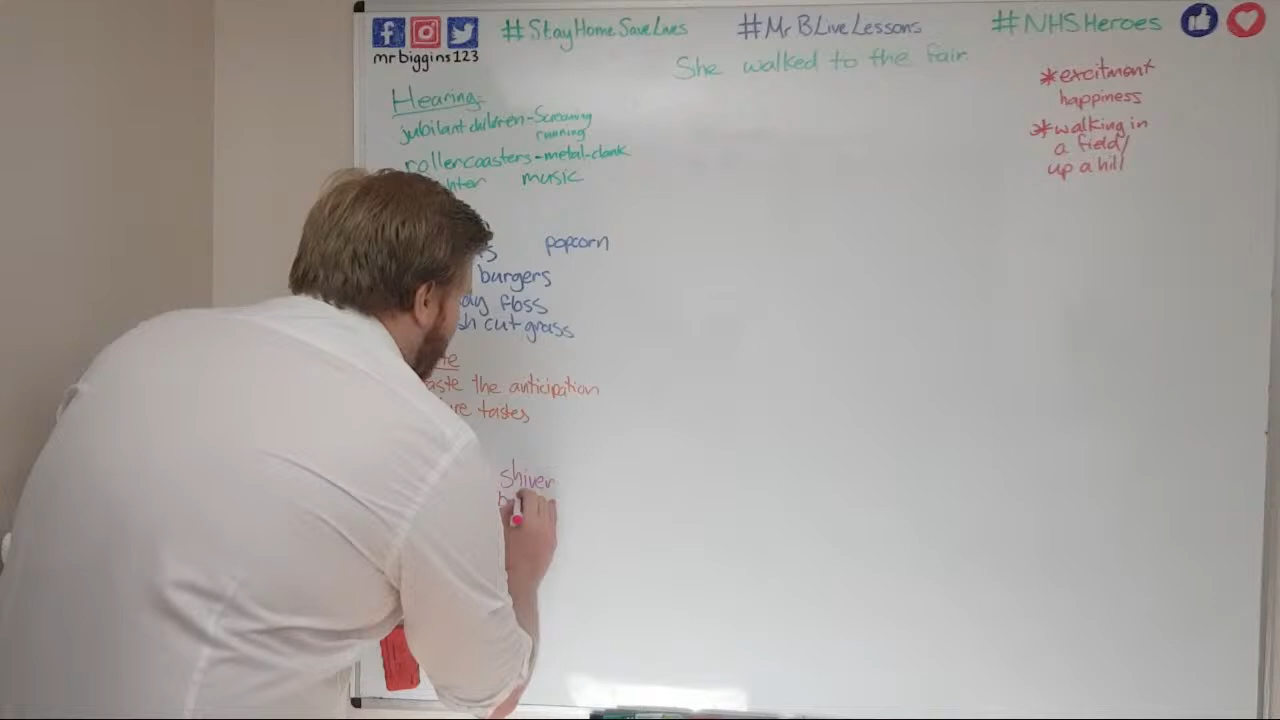 #StayHomeSaveLives #MrBLiveLessons #NHSHeroes
mrbiggins123
She walked to the fair.
*excitment
happiness
*walking in
a field/
up a hill
Hearing:
jubilant children-Screaming
running
rollercoasters-metal-clank
music
popcorn
burgers
floss
cut grass
the anticipation
tastes
shiver